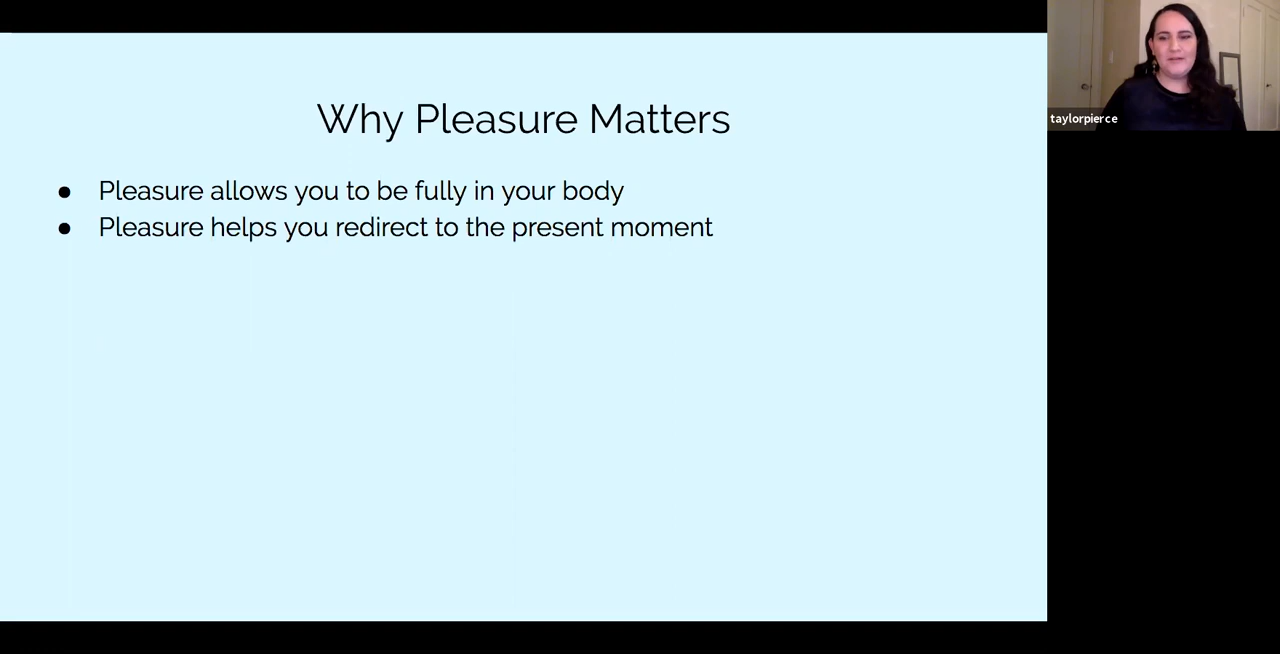 Why Pleasure Matters
● Pleasure allows you to be fully in your body
● Pleasure helps you redirect to the present moment
taylorpierce